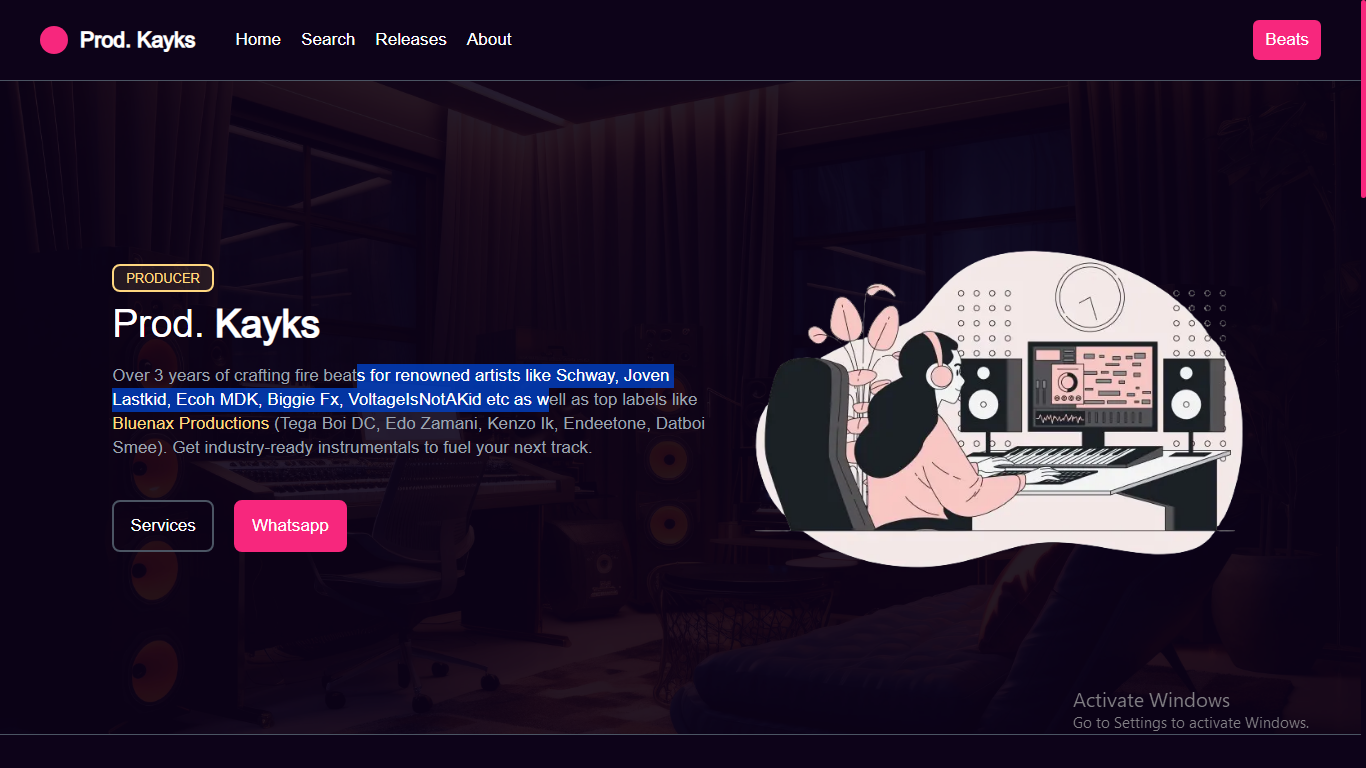 Prod. Kayks
Home
Search
Releases
About
Beats
PRODUCER
Prod. Kayks
Over 3 years of crafting fire beats for renowned artists like Schway, Joven
Lastkid, Ecoh MDK, Biggie Fx, VoltageIsNotAKid etc as well as top labels like
Bluenax Productions (Tega Boi DC, Edo Zamani, Kenzo Ik, Endeetone, Datboi
Smee). Get industry-ready instrumentals to fuel your next track.
Services
Whatsapp
Activate Windows
Go to Settings to activate Windows.